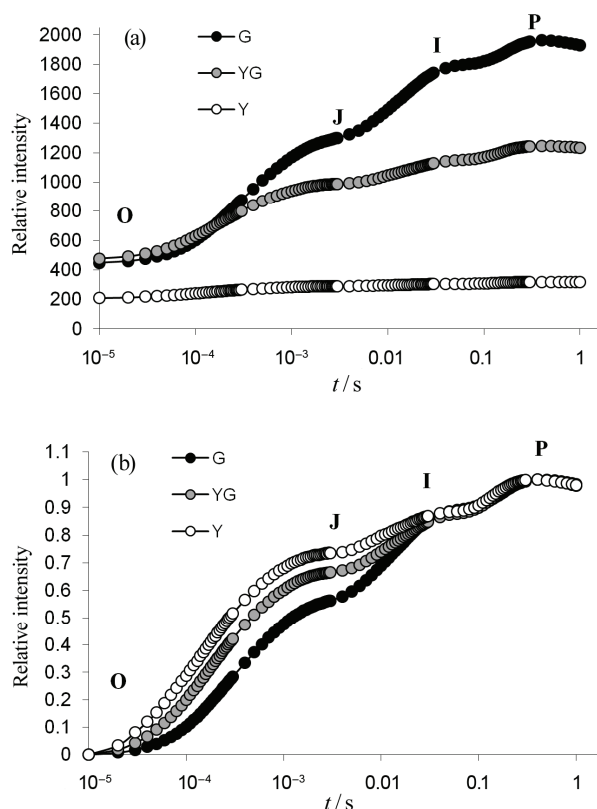 (a)
G
YG
Y
O
J
I
P
2000
1800
1600
1400
1200
1000
800
600
400
200
0
Relative intensity
10⁻⁵
10⁻⁴
10⁻³
0.01
0.1
1
t / s
(b)
G
YG
Y
O
J
I
P
1.1
1
0.9
0.8
0.7
0.6
0.5
0.4
0.3
0.2
0.1
0
Relative intensity
10⁻⁵
10⁻⁴
10⁻³
0.01
0.1
1
t / s